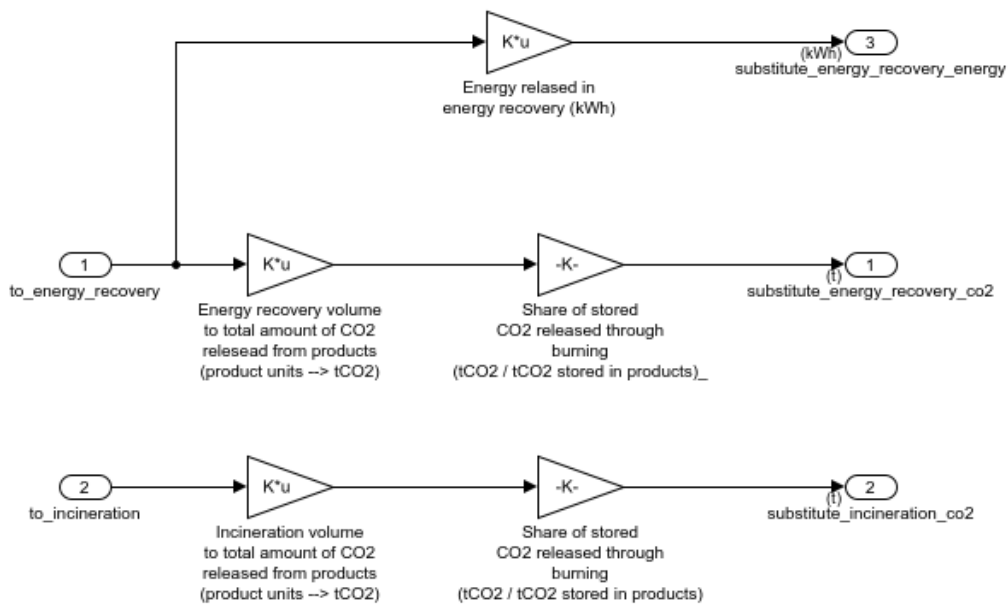 K*u
3
(kWh)
substitute_energy_recovery_energy
Energy relased in
energy recovery (kWh)
1
to_energy_recovery
K*u
-K-
1
(t)
substitute_energy_recovery_co2
Energy recovery volume
to total amount of CO2
relesead from products
(product units --> tCO2)
Share of stored
CO2 released through
burning
(tCO2 / tCO2 stored in products)_
2
to_incineration
K*u
-K-
2
(t)
substitute_incineration_co2
Incineration volume
to total amount of CO2
released from products
(product units --> tCO2)
Share of stored
CO2 released through
burning
(tCO2 / tCO2 stored in products)